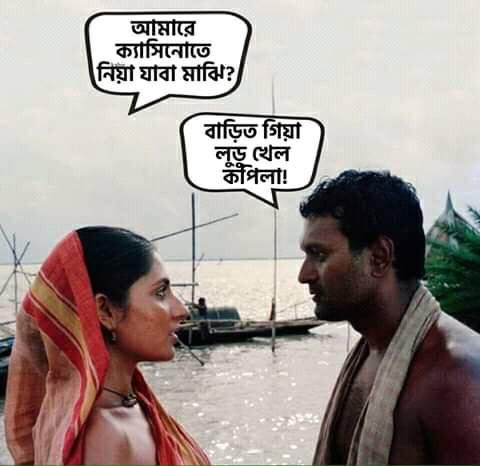 আমারে
ক্যাসিনোতে
নিয়া যাবা মাঝি?
বাড়িত গিয়া
লুডু খেল
কপিলা!